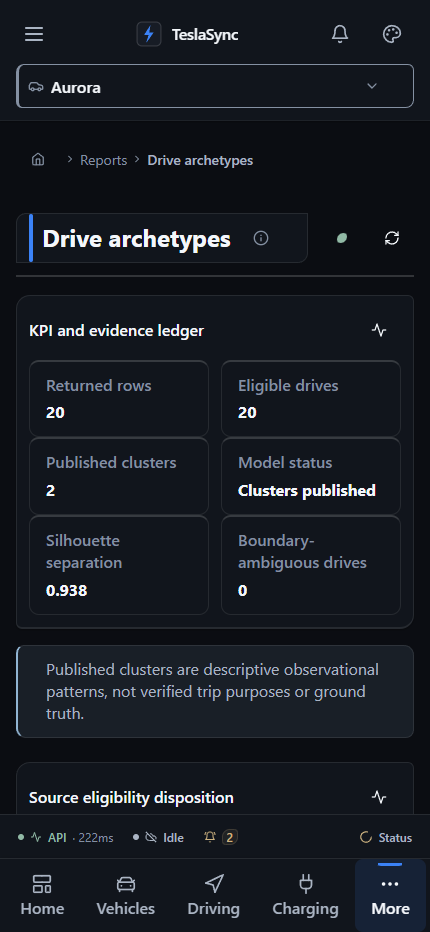 TeslaSync
Aurora
Reports
Drive archetypes
Drive archetypes
KPI and evidence ledger
Returned rows
20
Eligible drives
20
Published clusters
2
Model status
Clusters published
Silhouette
separation
0.938
Boundary-
ambiguous drives
0
Published clusters are descriptive observational
patterns, not verified trip purposes or ground
truth.
Source eligibility disposition
API · 222ms
Idle
2
Status
Home
Vehicles
Driving
Charging
More